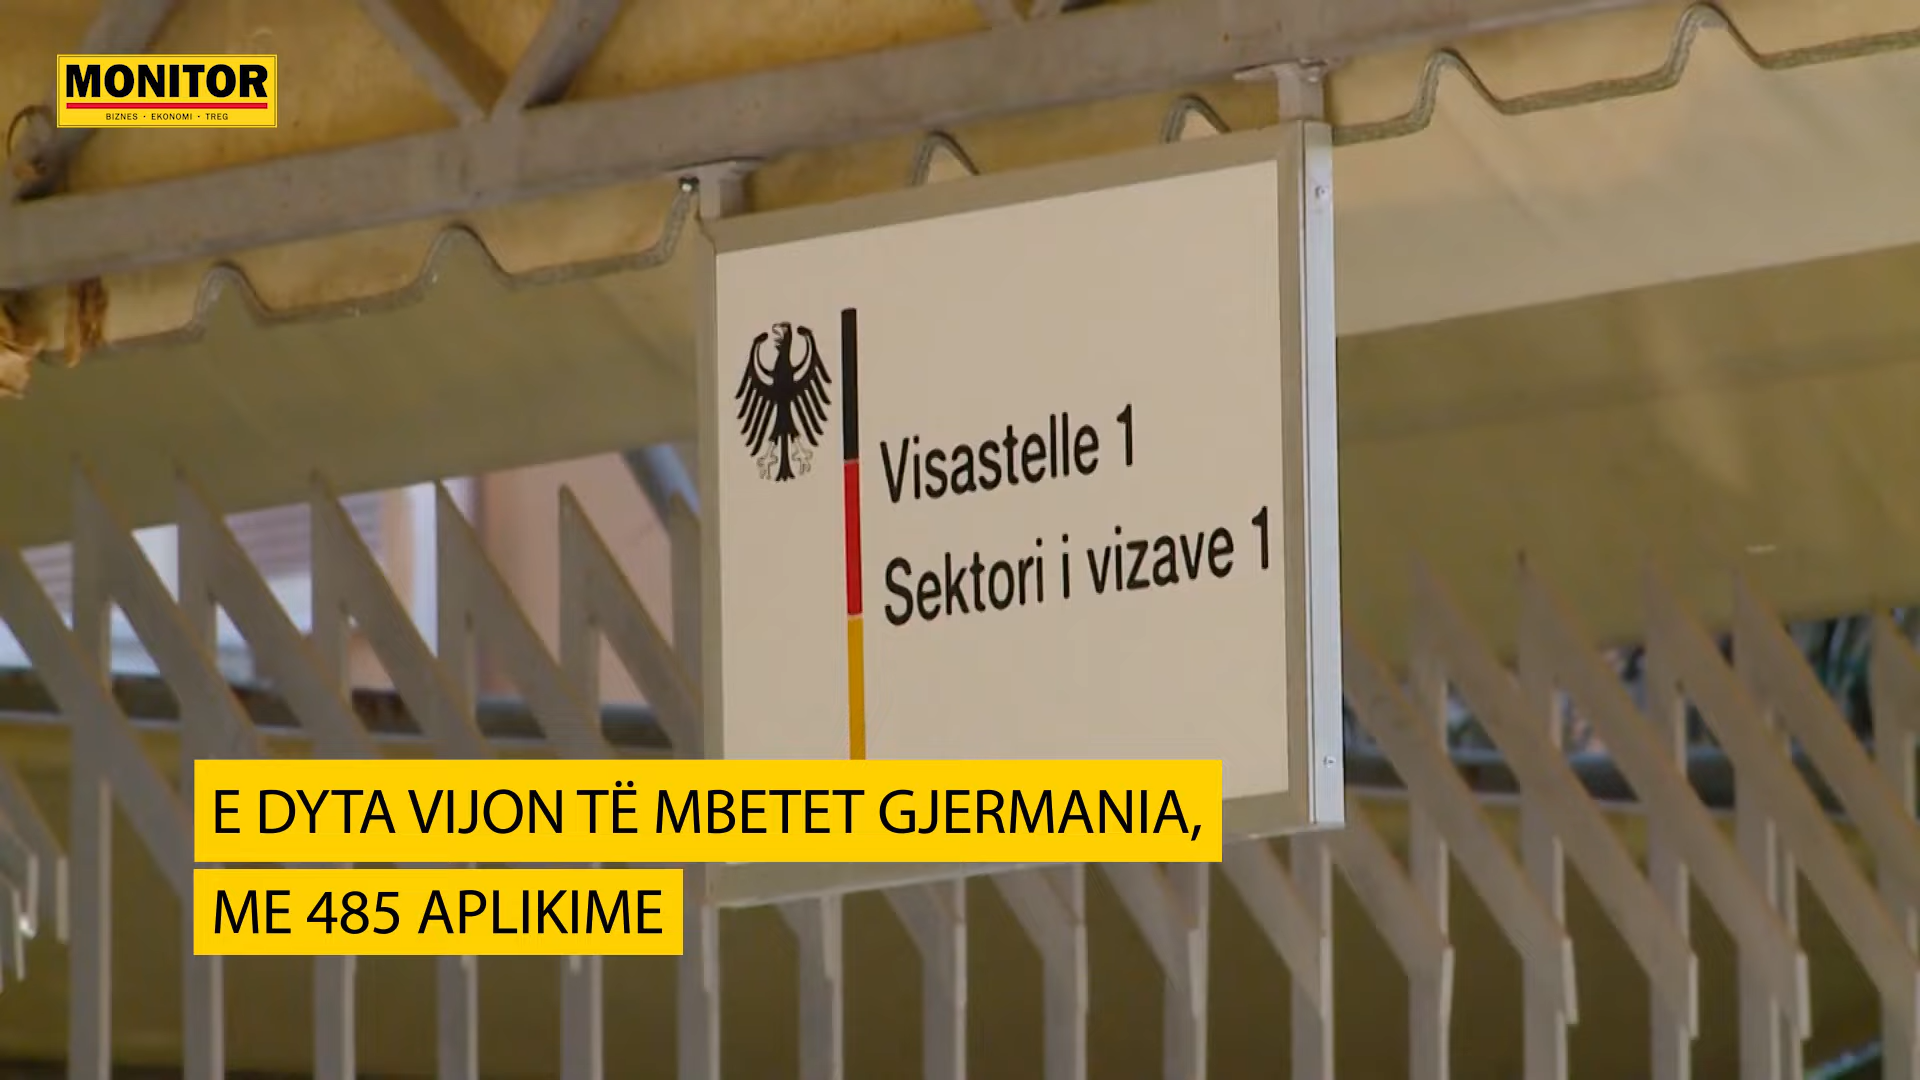 MONITOR
BIZNES • EKONOMI • TREG
Visastelle 1
Sektori i vizave 1
E DYTA VIJON TË MBETET GJERMANIA,
ME 485 APLIKIME